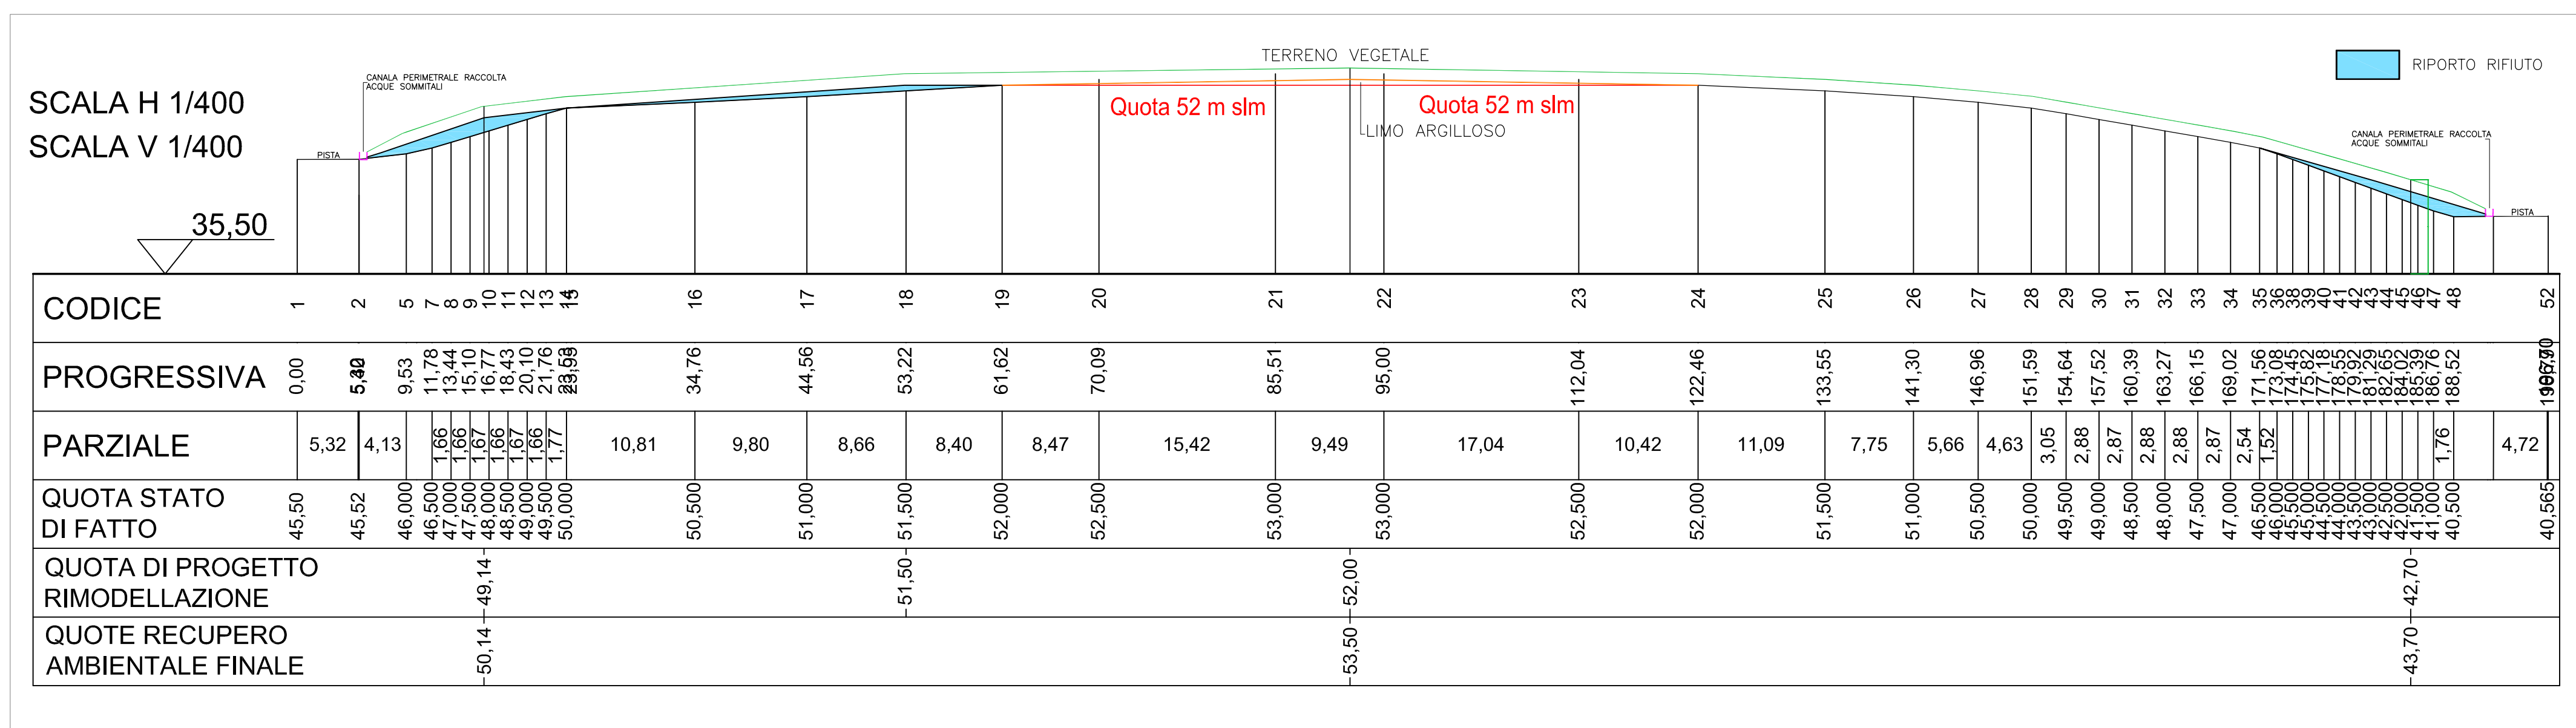 TERRENO VEGETALE
RIPORTO RIFIUTO
CANALA PERIMETRALE RACCOLTA
ACQUE SOMMITALI
SCALA H 1/400
SCALA V 1/400
Quota 52 m slm
Quota 52 m slm
LIMO ARGILLOSO
CANALA PERIMETRALE RACCOLTA
ACQUE SOMMITALI
PISTA
PISTA
35,50
CODICE 1 2 5 7 8 9 10 11 12 13 14 15 16 17 18 19 20 21 22 23 24 25 26 27 28 29 30 31 32 33 34 35 36 38 39 40 41 42 43 44 45 46 47 48 52
PROGRESSIVA 0,00 9,53 11,78 13,44 15,10 16,77 18,43 20,10 21,76 34,76 44,56 53,22 61,62 70,09 85,51 95,00 112,04 122,46 133,55 141,30 146,96 151,59 154,64 157,52 160,39 163,27 166,15 169,02 171,56 173,08 174,45 175,82 177,18 178,55 179,92 181,29 182,65 184,02 185,39 186,76 188,52
PARZIALE 5,32 4,13 1,66 1,66 1,67 1,66 1,67 1,66 1,77 10,81 9,80 8,66 8,40 8,47 15,42 9,49 17,04 10,42 11,09 7,75 5,66 4,63 3,05 2,88 2,87 2,88 2,88 2,87 2,54 1,52 1,76 4,72
QUOTA STATO
DI FATTO 45,50 45,52 46,000 46,500 47,000 47,500 48,000 48,500 49,000 49,500 50,000 50,500 51,000 51,500 52,000 52,500 53,000 53,000 52,500 52,000 51,500 51,000 50,500 50,000 49,500 49,000 48,500 48,000 47,500 47,000 46,500 46,000 45,500 45,000 44,500 44,000 43,500 43,000 42,500 42,000 41,500 41,000 40,500 40,565
QUOTA DI PROGETTO
RIMODELLAZIONE 49,14 51,50 52,00 42,70
QUOTE RECUPERO
AMBIENTALE FINALE 50,14 53,50 43,70